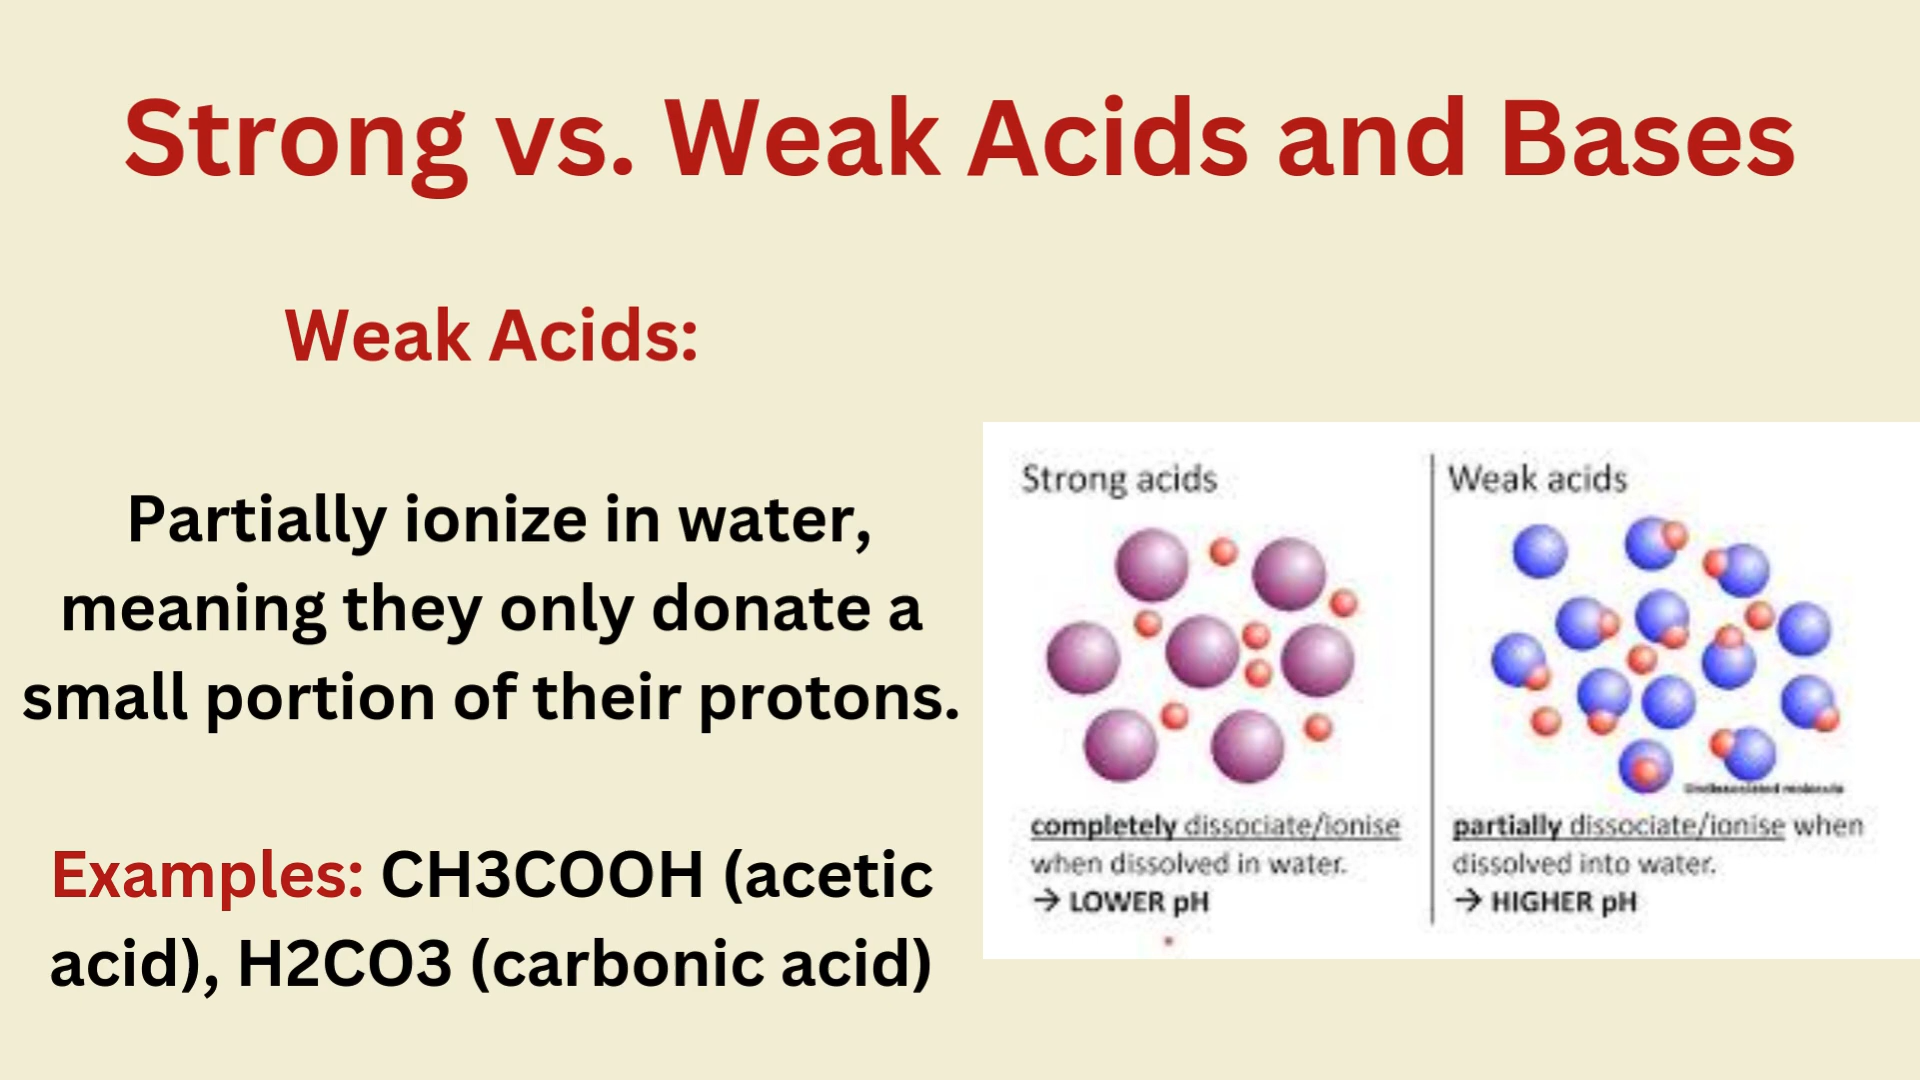 Strong vs. Weak Acids and Bases
Weak Acids:
Partially ionize in water,
meaning they only donate a
small portion of their protons.
Examples: CH3COOH (acetic
acid), H2CO3 (carbonic acid)
Strong acids
completely dissociate/ionise
when dissolved in water.
→ LOWER pH
Weak acids
Undissociated molecule
partially dissociate/ionise when
dissolved into water.
→ HIGHER pH